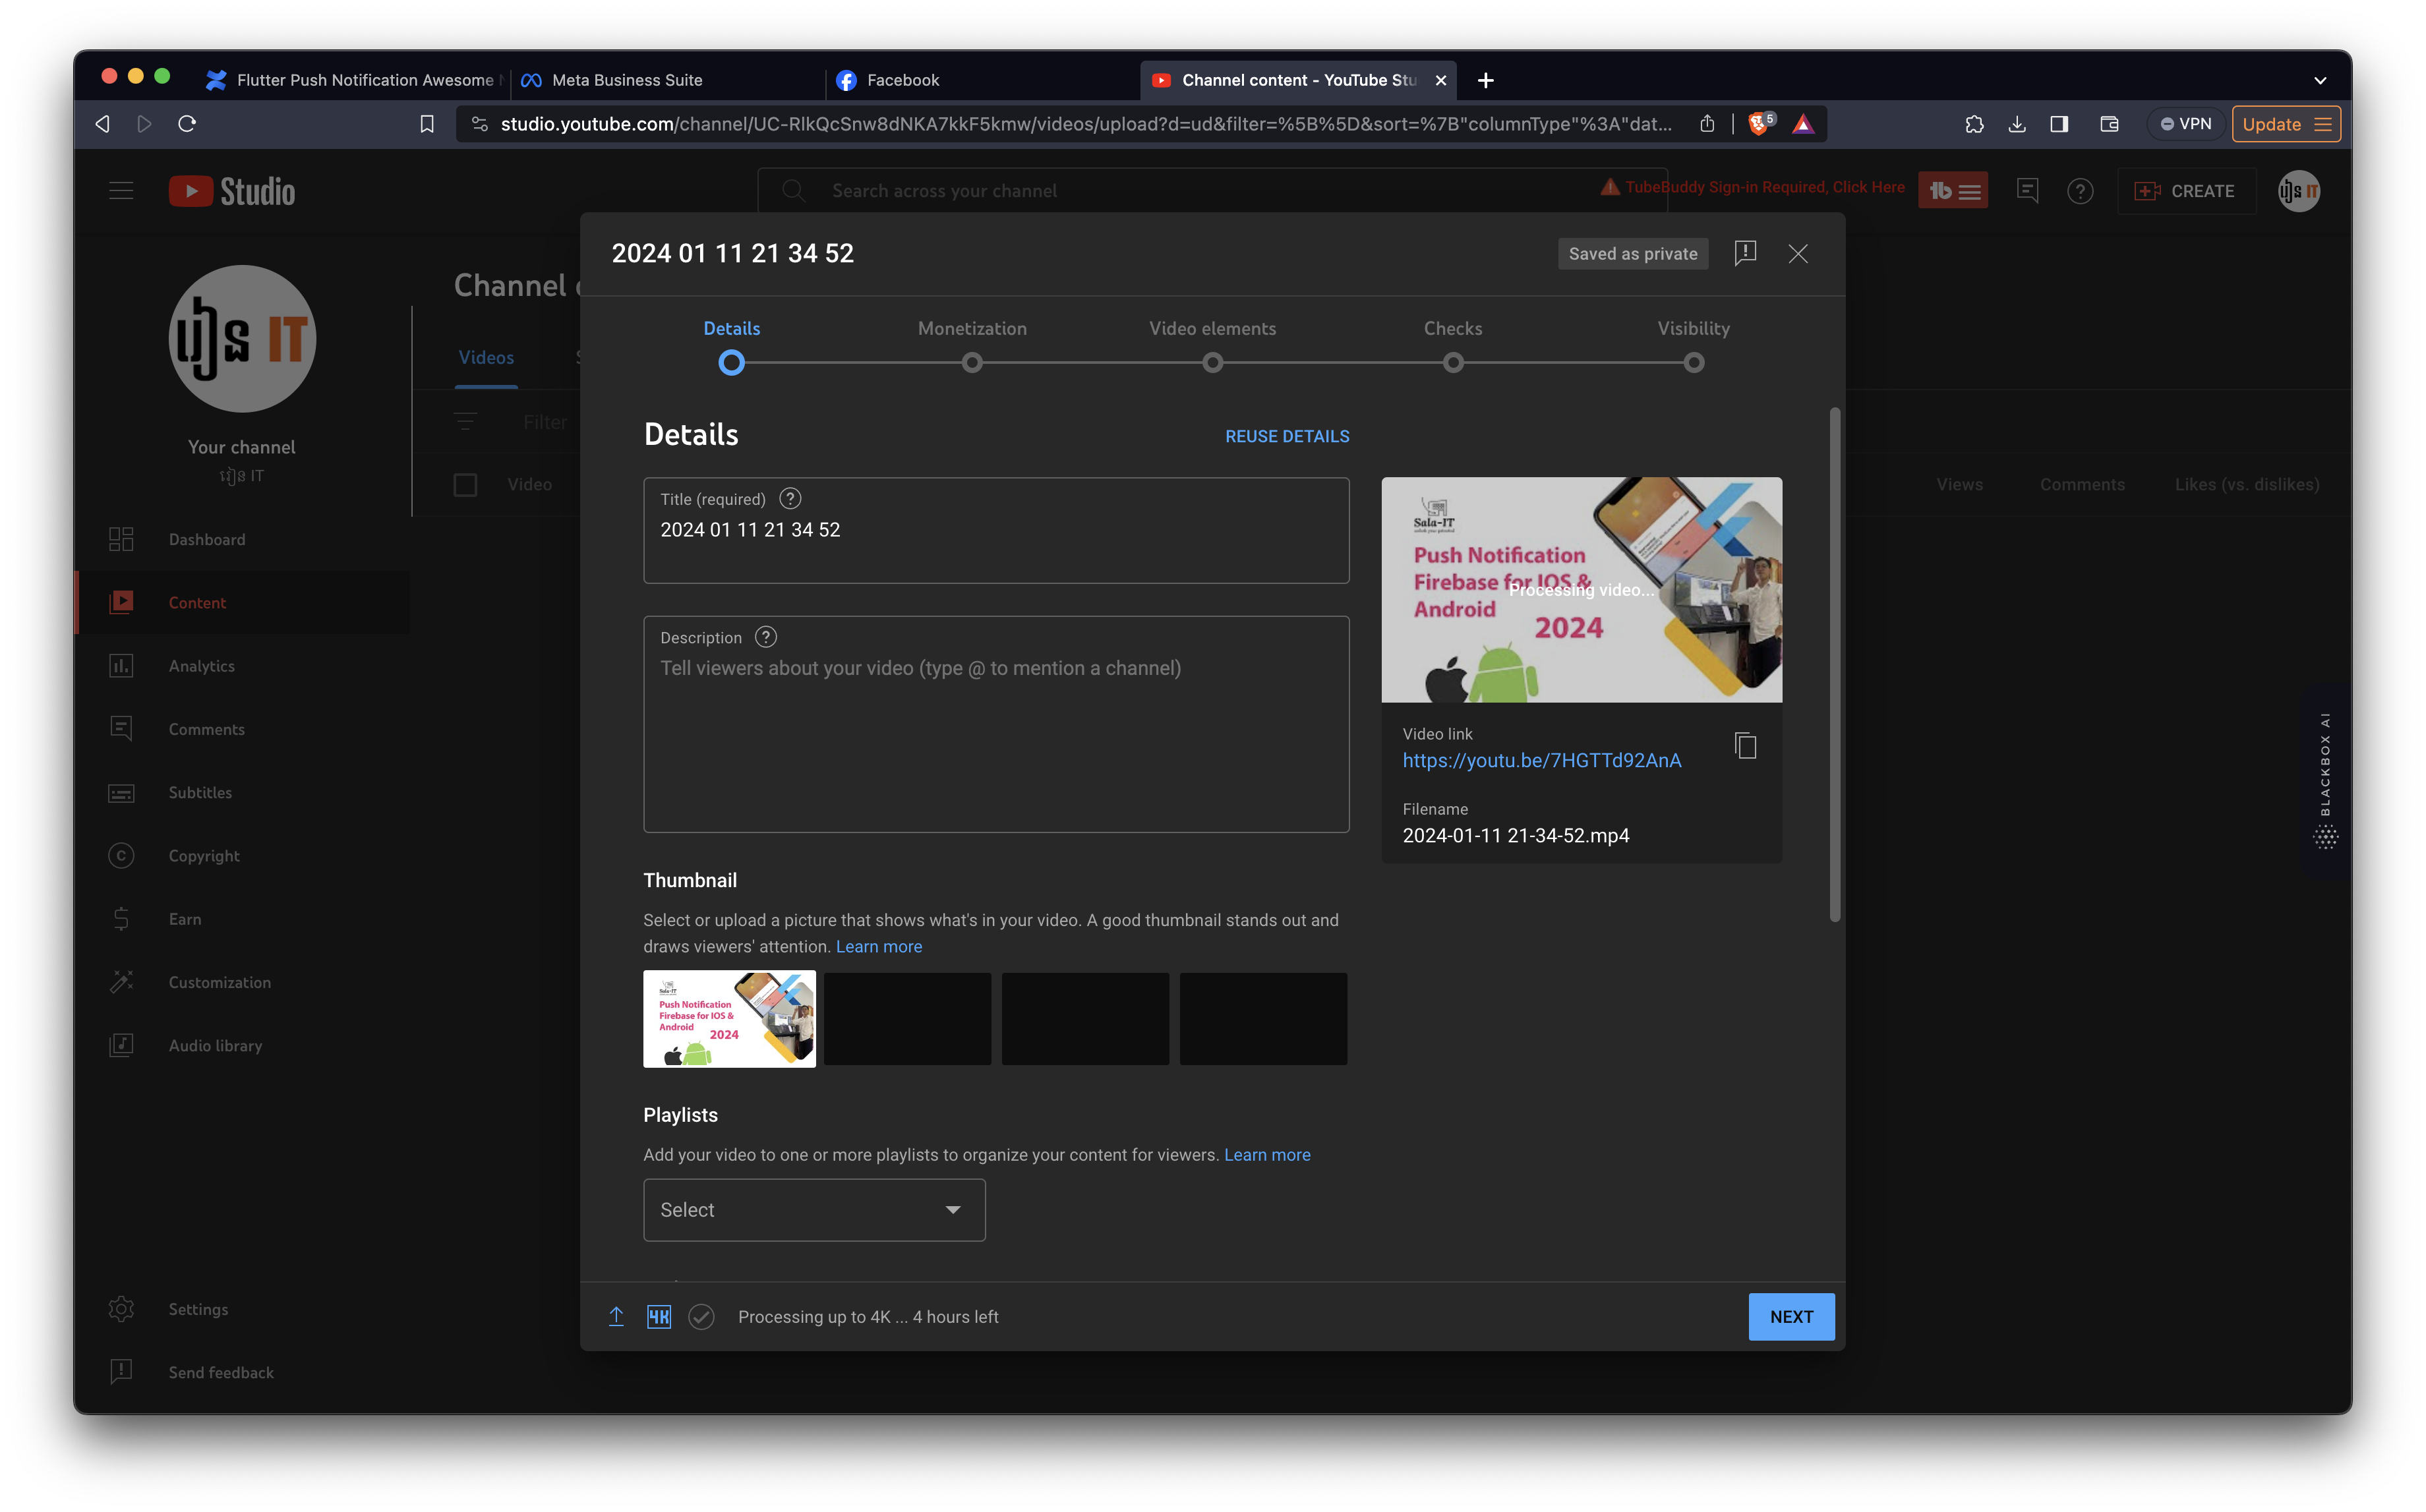 Flutter Push Notification Awesome
Meta Business Suite
Facebook
Channel content - YouTube Stu
studio.youtube.com/channel/UC-RlkQcSnw8dNKA7kkF5kmw/videos/upload?d=ud&filter=%5B%5D&sort=%7B"columnType"%3A"dat...
5
VPN
Update
Studio
Search across your channel
TubeBuddy Sign-in Required, Click Here
CREATE
រៀន IT
Your channel
រៀន IT
Dashboard
Content
Analytics
Comments
Subtitles
Copyright
Earn
Customization
Audio library
Settings
Send feedback
Channel
Videos
Filter
Video
Views
Comments
Likes (vs. dislikes)
2024 01 11 21 34 52
Saved as private
Details
Monetization
Video elements
Checks
Visibility
Details
REUSE DETAILS
Title (required)
2024 01 11 21 34 52
Description
Tell viewers about your video (type @ to mention a channel)
Sala-IT
Push Notification
Firebase for IOS &
Android
2024
Processing video...
Video link
https://youtu.be/7HGTTd92AnA
Filename
2024-01-11 21-34-52.mp4
Thumbnail
Select or upload a picture that shows what's in your video. A good thumbnail stands out and
draws viewers' attention. Learn more
Sala-IT
Push Notification
Firebase for IOS &
Android
2024
Playlists
Add your video to one or more playlists to organize your content for viewers. Learn more
Select
4K
Processing up to 4K ... 4 hours left
NEXT
BLACKBOX AI